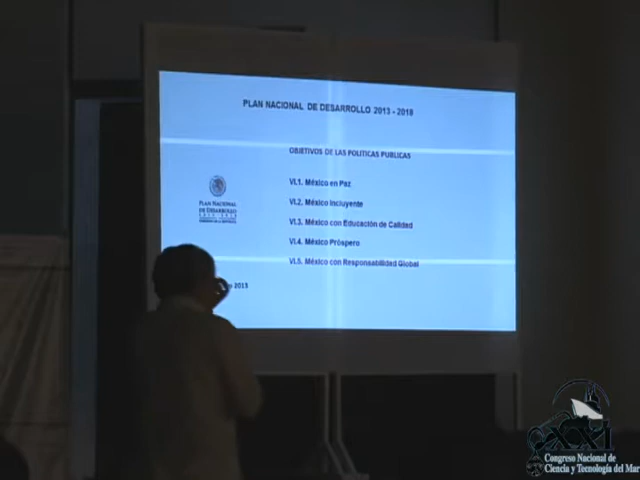 PLAN NACIONAL DE DESARROLLO 2013 - 2018
OBJETIVOS DE LAS POLITICAS PUBLICAS
VI.1. México en Paz
VI.2. México Incluyente
VI.3. México con Educación de Calidad
VI.4. México Próspero
VI.5. México con Responsabilidad Global
PLAN NACIONAL
DE DESARROLLO
2013
XXI
Congreso Nacional de
Ciencia y Tecnología del Mar